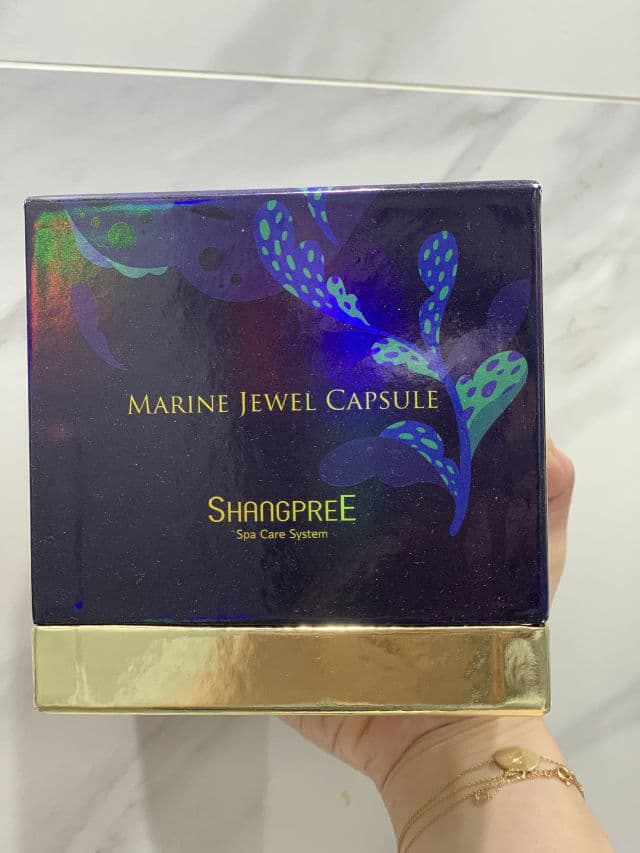 MARINE JEWEL CAPSULE
SHANGPREE
Spa Care System